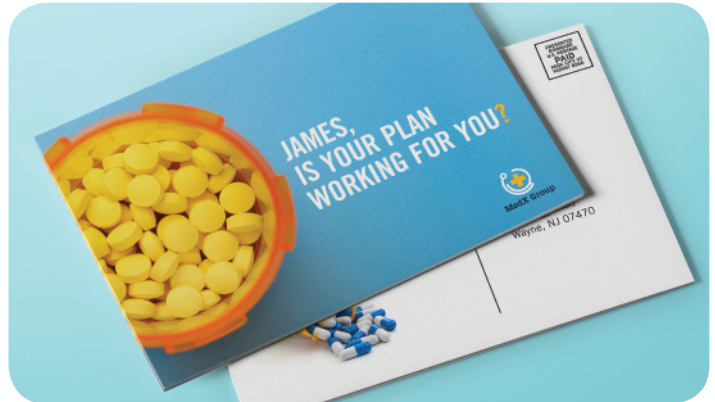 JAMES,
IS YOUR PLAN
WORKING FOR YOU?
MedX Group
PRESORTED
STANDARD
U.S. POSTAGE
PAID
Wayne, NJ 07470